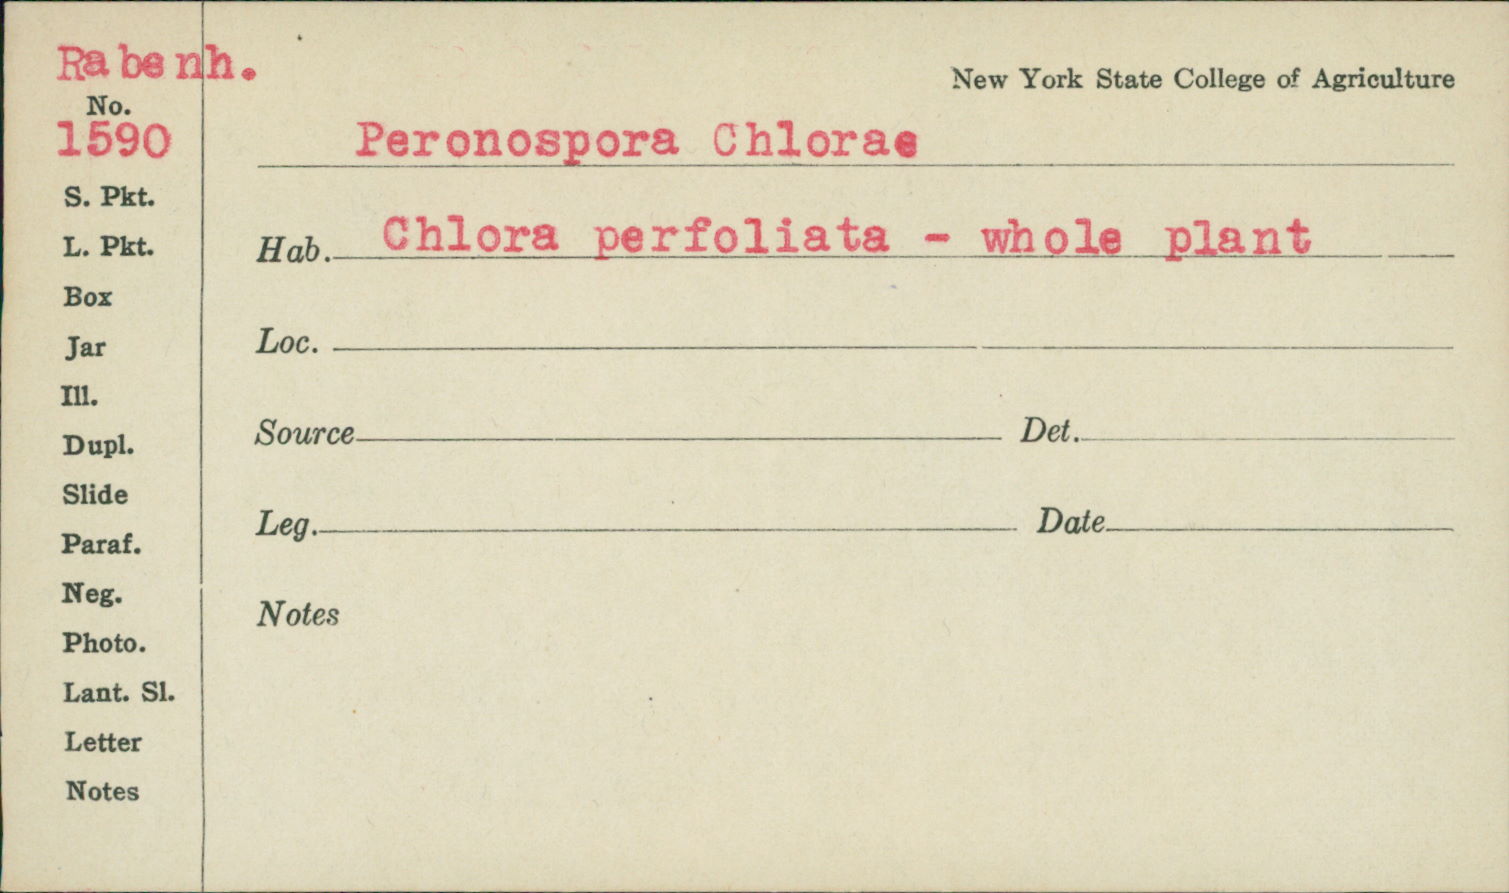 Rabenh.
New York State College of Agriculture
No.
1590
Peronospora Chlorae
S. Pkt.
Hab. Chlora perfoliata - whole plant
L. Pkt.
Box
Loc.
Jar
Ill.
Source Det.
Dupl.
Slide
Leg. Date
Paraf.
Neg.
Notes
Photo.
Lant. Sl.
Letter
Notes